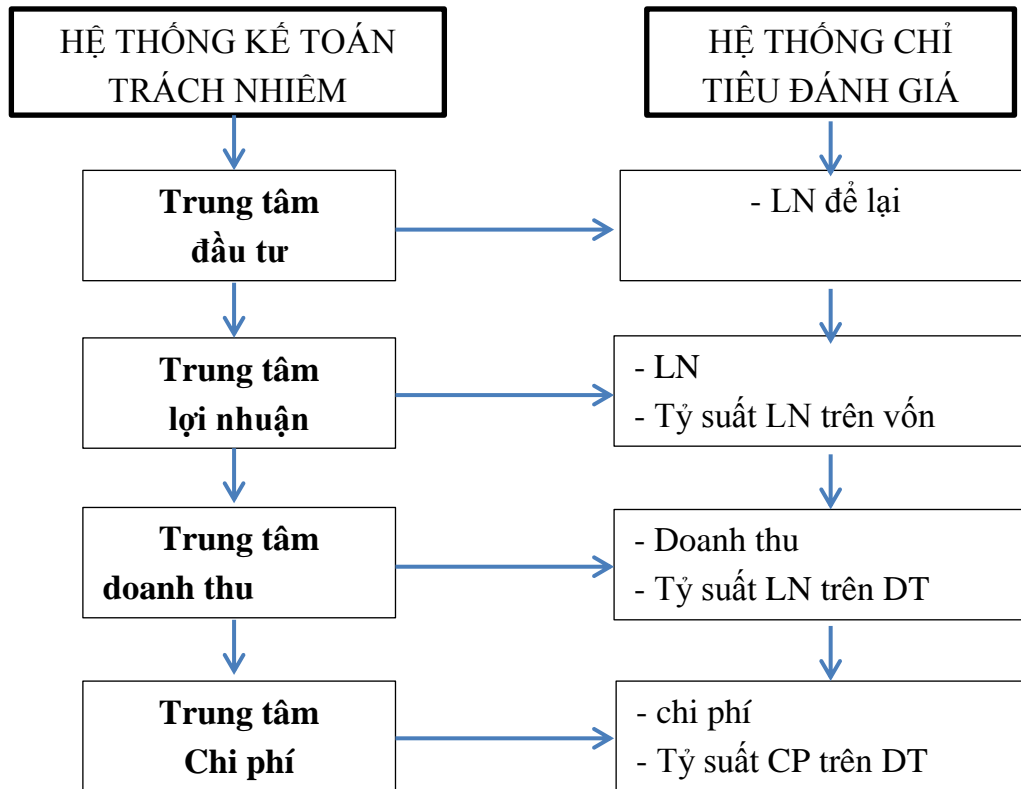 HỆ THỐNG KẾ TOÁN
TRÁCH NHIỆM
HỆ THỐNG CHỈ
TIÊU ĐÁNH GIÁ
Trung tâm
đầu tư
- LN để lại
Trung tâm
lợi nhuận
- LN
- Tỷ suất LN trên vốn
Trung tâm
doanh thu
- Doanh thu
- Tỷ suất LN trên DT
Trung tâm
Chi phí
- chi phí
- Tỷ suất CP trên DT